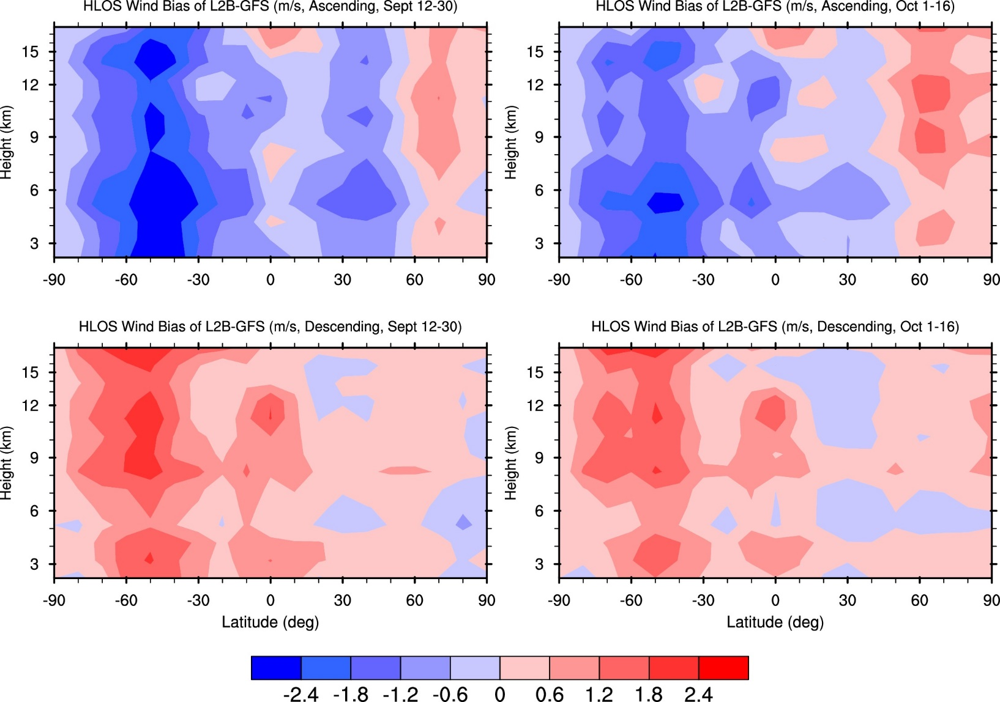 HLOS Wind Bias of L2B-GFS (m/s, Ascending, Sept 12-30)
HLOS Wind Bias of L2B-GFS (m/s, Ascending, Oct 1-16)
Height (km)
15
12
9
6
3
-90 -60 -30 0 30 60 90
Height (km)
15
12
9
6
3
-90 -60 -30 0 30 60 90
HLOS Wind Bias of L2B-GFS (m/s, Descending, Sept 12-30)
HLOS Wind Bias of L2B-GFS (m/s, Descending, Oct 1-16)
Height (km)
15
12
9
6
3
-90 -60 -30 0 30 60 90
Latitude (deg)
Height (km)
15
12
9
6
3
-90 -60 -30 0 30 60 90
Latitude (deg)
-2.4 -1.8 -1.2 -0.6 0 0.6 1.2 1.8 2.4